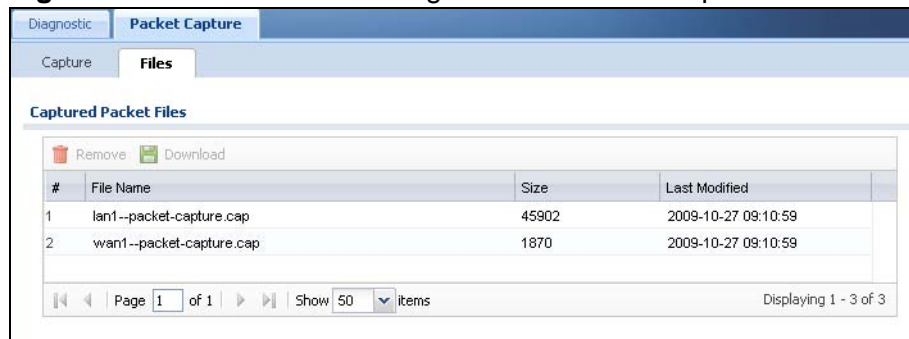 Diagnostic Packet Capture
Capture Files
Captured Packet Files
Remove Download
# File Name Size Last Modified
1 lan1--packet-capture.cap 45902 2009-10-27 09:10:59
2 wan1--packet-capture.cap 1870 2009-10-27 09:10:59
Page 1 of 1 Show 50 items Displaying 1 - 3 of 3